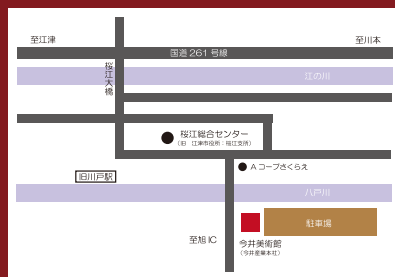 至江津
至川本
国道261号線
桜江大橋
江の川
桜江総合センター
(旧:江津市役所:桜江支所)
Aコープさくらえ
旧川戸駅
八戸川
駐車場
至旭IC
今井美術館
(今井産業本社)